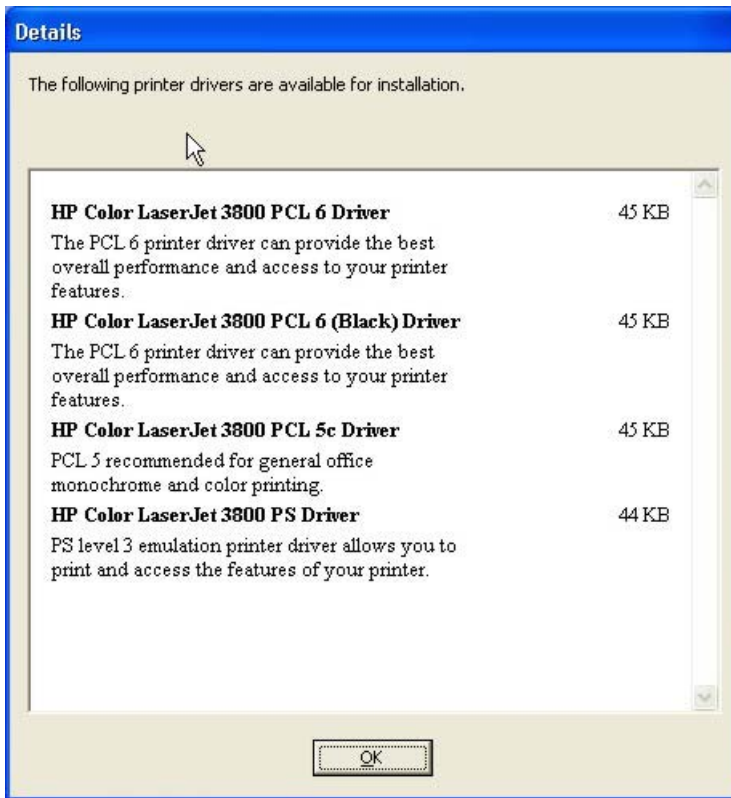 Details
The following printer drivers are available for installation.
HP Color LaserJet 3800 PCL 6 Driver 45 KB
The PCL 6 printer driver can provide the best
overall performance and access to your printer
features.
HP Color LaserJet 3800 PCL 6 (Black) Driver 45 KB
The PCL 6 printer driver can provide the best
overall performance and access to your printer
features.
HP Color LaserJet 3800 PCL 5c Driver 45 KB
PCL 5 recommended for general office
monochrome and color printing.
HP Color LaserJet 3800 PS Driver 44 KB
PS level 3 emulation printer driver allows you to
print and access the features of your printer.
OK